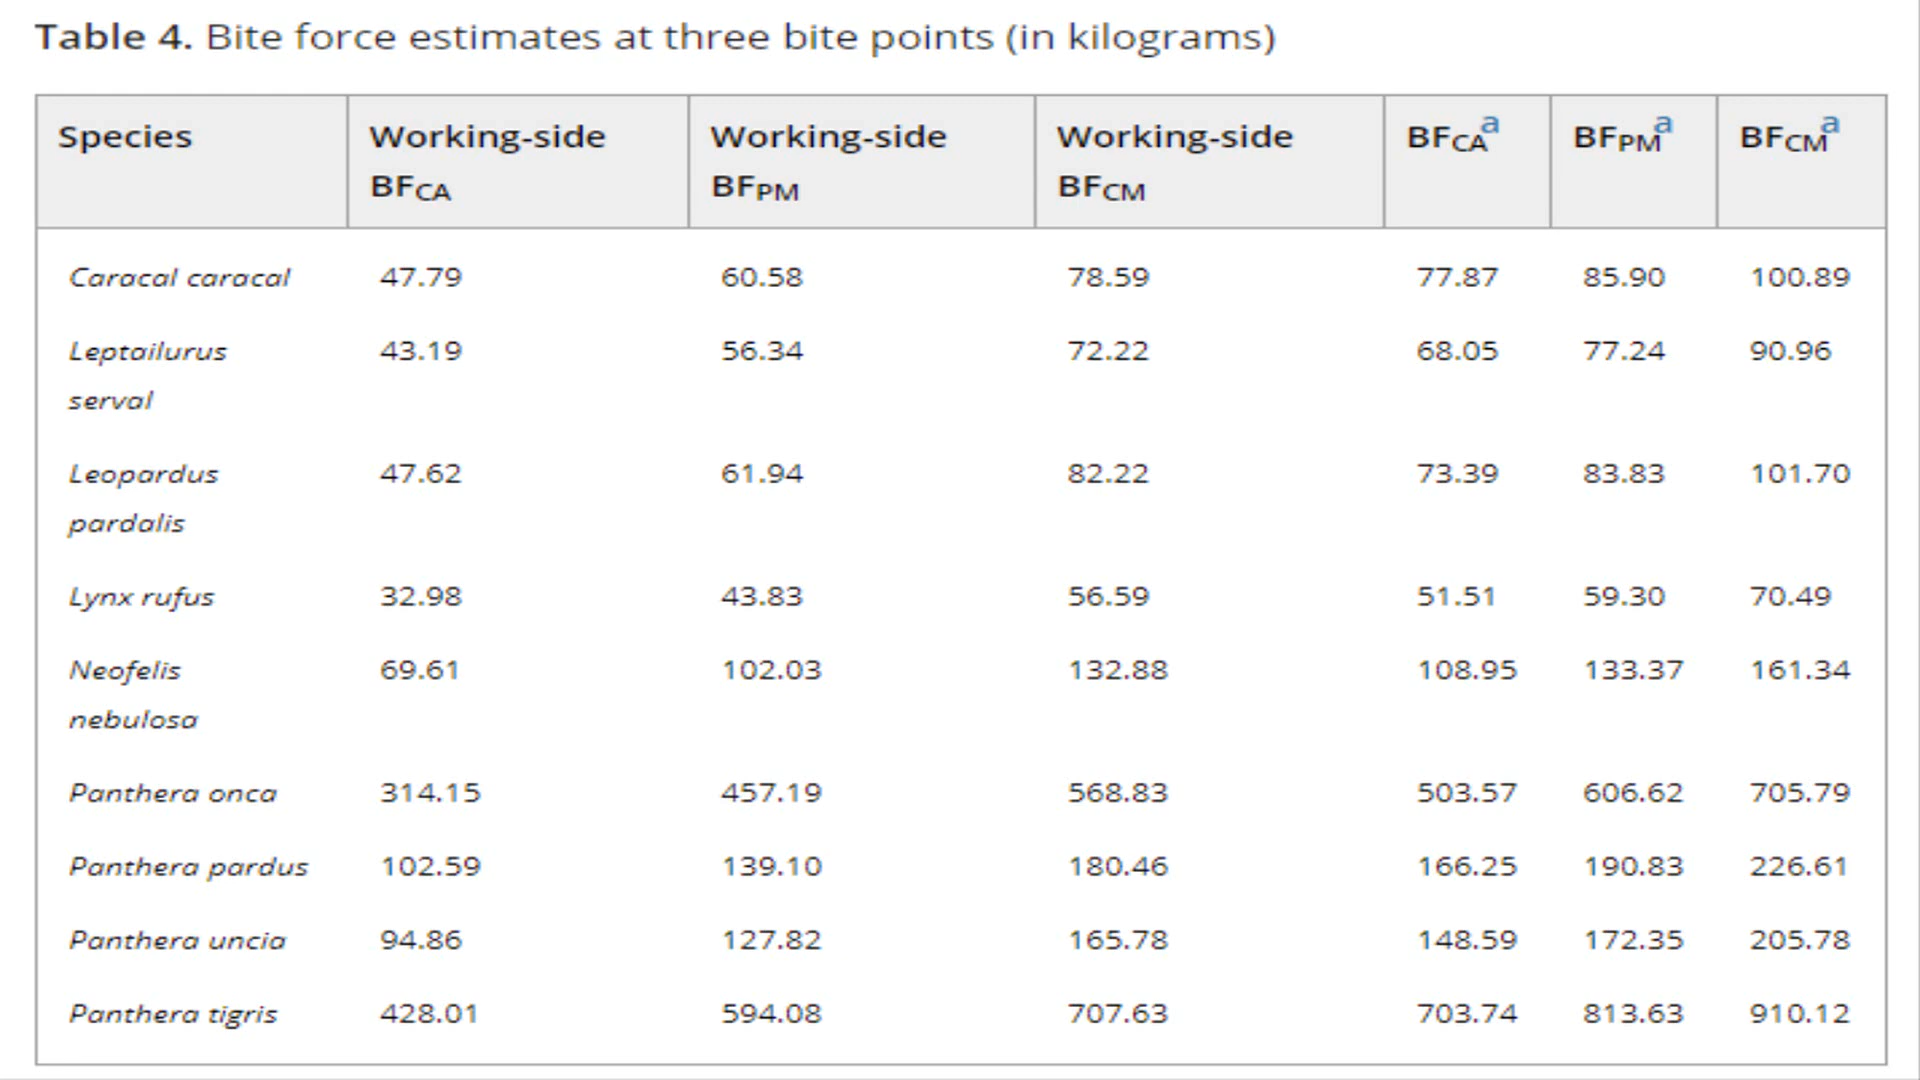 Table 4. Bite force estimates at three bite points (in kilograms)
Species Working-side BFCA Working-side BFPM Working-side BFCM BFCAa BFPMa BFCMa
Caracal caracal 47.79 60.58 78.59 77.87 85.90 100.89
Leptailurus serval 43.19 56.34 72.22 68.05 77.24 90.96
Leopardus pardalis 47.62 61.94 82.22 73.39 83.83 101.70
Lynx rufus 32.98 43.83 56.59 51.51 59.30 70.49
Neofelis nebulosa 69.61 102.03 132.88 108.95 133.37 161.34
Panthera onca 314.15 457.19 568.83 503.57 606.62 705.79
Panthera pardus 102.59 139.10 180.46 166.25 190.83 226.61
Panthera uncia 94.86 127.82 165.78 148.59 172.35 205.78
Panthera tigris 428.01 594.08 707.63 703.74 813.63 910.12